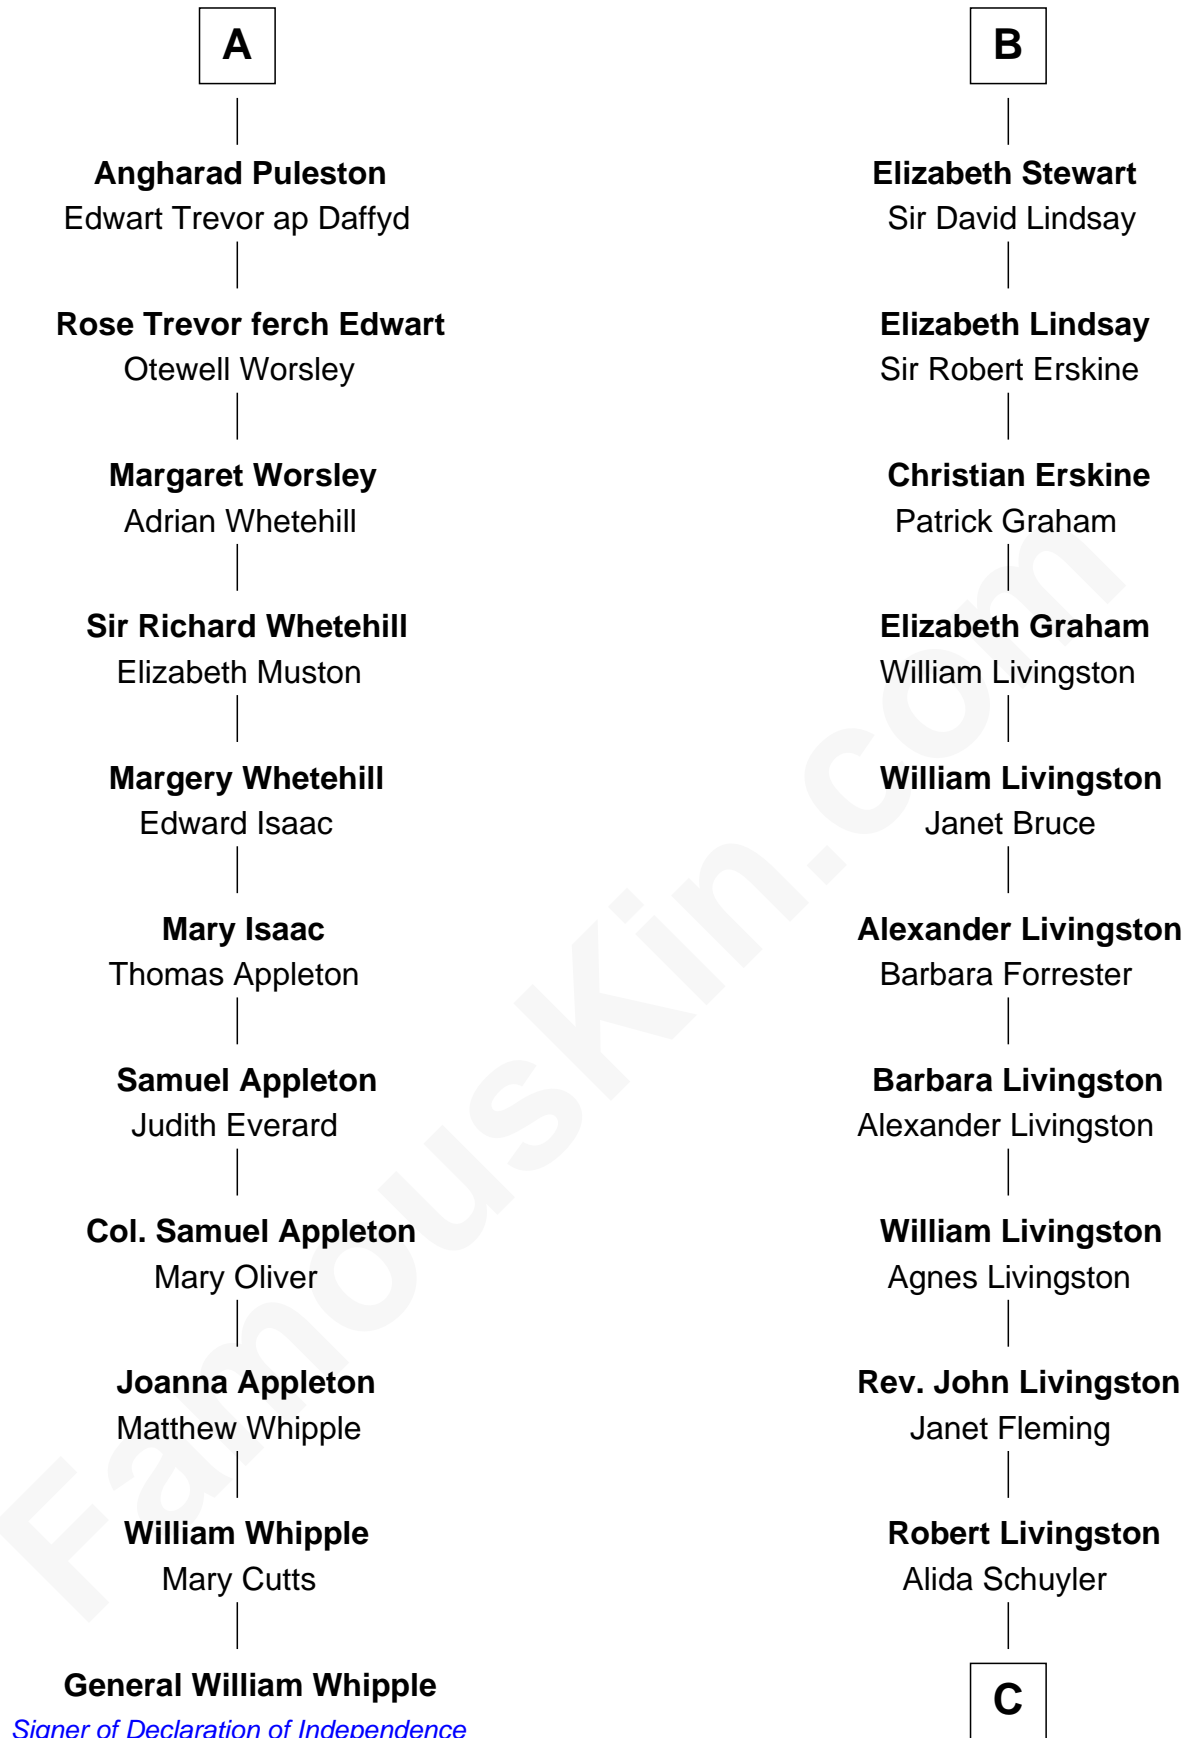 A
Angharad Puleston
Edwart Trevor ap Daffyd
Rose Trevor ferch Edwart
Otewell Worsley
Margaret Worsley
Adrian Whetehill
Sir Richard Whetehill
Elizabeth Muston
Margery Whetehill
Edward Isaac
Mary Isaac
Thomas Appleton
Samuel Appleton
Judith Everard
Col. Samuel Appleton
Mary Oliver
Joanna Appleton
Matthew Whipple
William Whipple
Mary Cutts
General William Whipple
Signer of Declaration of Independence
B
Elizabeth Stewart
Sir David Lindsay
Elizabeth Lindsay
Sir Robert Erskine
Christian Erskine
Patrick Graham
Elizabeth Graham
William Livingston
William Livingston
Janet Bruce
Alexander Livingston
Barbara Forrester
Barbara Livingston
Alexander Livingston
William Livingston
Agnes Livingston
Rev. John Livingston
Janet Fleming
Robert Livingston
Alida Schuyler
C
FamousKin.com